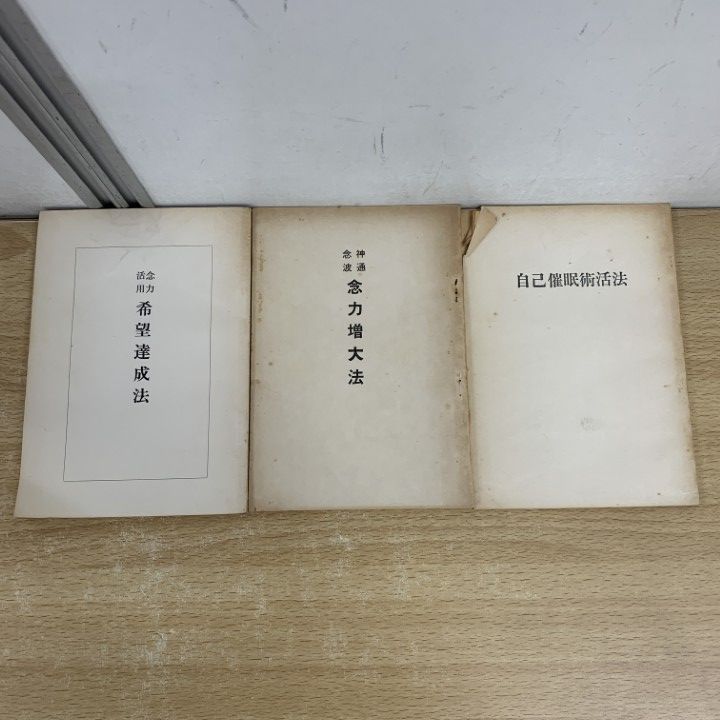 念力
活用
希望達成法
神通
念波
念力増大法
自己催眠術活法